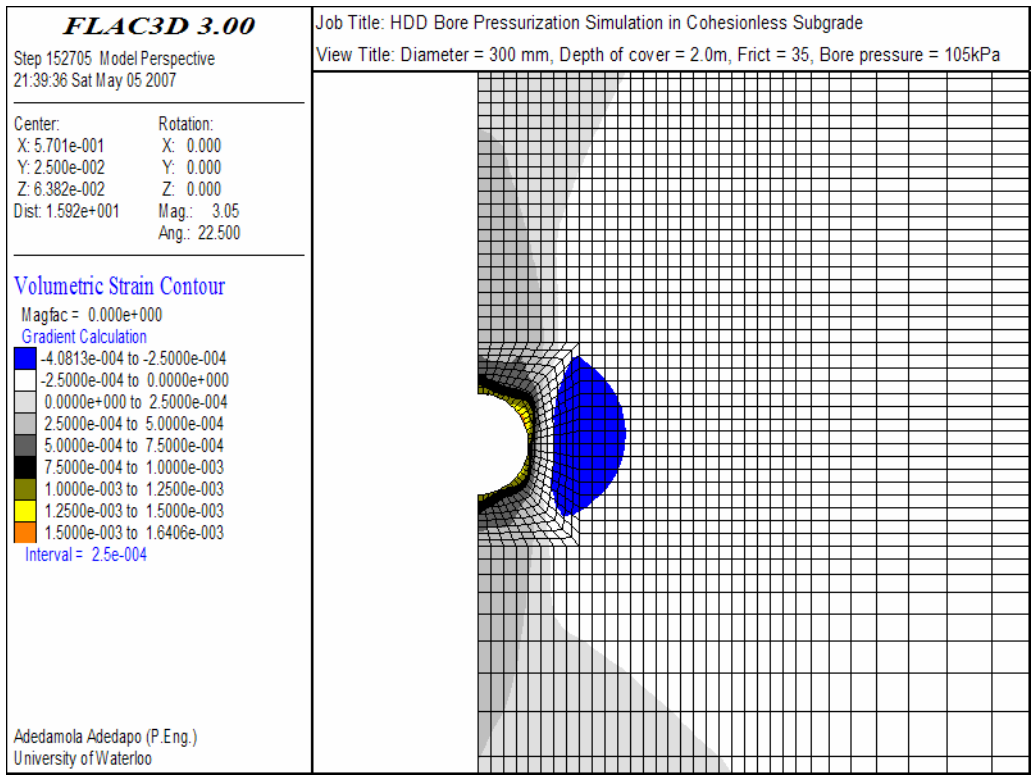 FLAC3D 3.00
Step 152705 Model Perspective
21:39:36 Sat May 05 2007
Center: Rotation:
X: 5.701e-001 X: 0.000
Y: 2.500e-002 Y: 0.000
Z: 6.382e-002 Z: 0.000
Dist: 1.592e+001 Mag.: 3.05
Ang.: 22.500
Volumetric Strain Contour
Magfac = 0.000e+000
Gradient Calculation
-4.0813e-004 to -2.5000e-004
-2.5000e-004 to 0.0000e+000
0.0000e+000 to 2.5000e-004
2.5000e-004 to 5.0000e-004
5.0000e-004 to 7.5000e-004
7.5000e-004 to 1.0000e-003
1.0000e-003 to 1.2500e-003
1.2500e-003 to 1.5000e-003
1.5000e-003 to 1.6406e-003
Interval = 2.5e-004
Adedamola Adedapo (P.Eng.)
University of Waterloo
Job Title: HDD Bore Pressurization Simulation in Cohesionless Subgrade
View Title: Diameter = 300 mm, Depth of cover = 2.0m, Frict = 35, Bore pressure = 105kPa